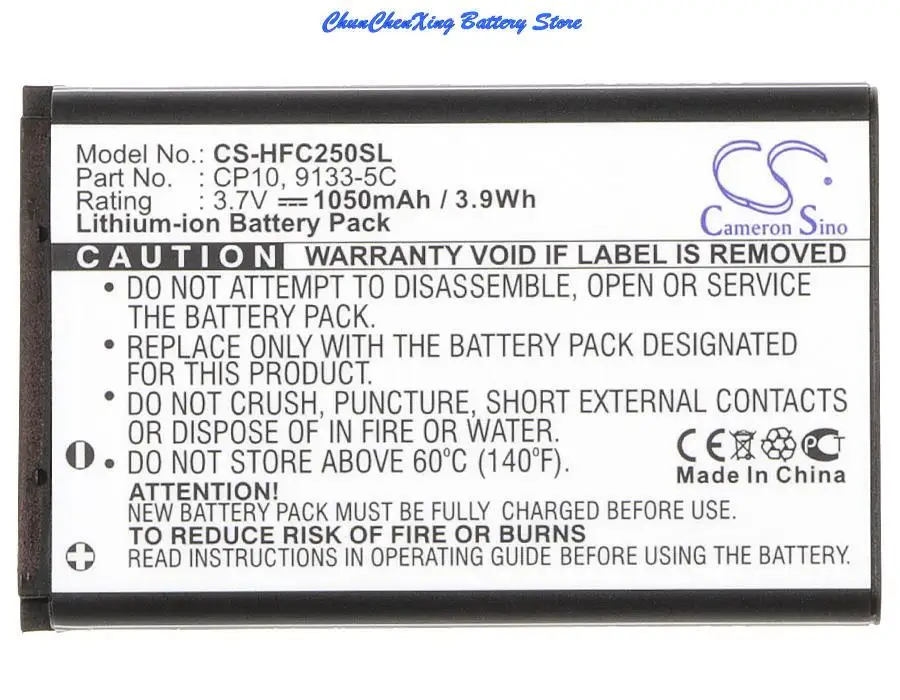 ChunChenXing Battery Store
Model No.: CS-HFC250SL
Part No. : CP10, 9133-5C
Rating : 3.7V 1050mAh / 3.9Wh
Lithium-ion Battery Pack
CS
Cameron Sino
CAUTION WARRANTY VOID IF LABEL IS REMOVED
• DO NOT ATTEMPT TO DISASSEMBLE, OPEN OR SERVICE
THE BATTERY PACK.
• REPLACE ONLY WITH THE BATTERY PACK DESIGNATED
FOR THIS PRODUCT.
• DO NOT CRUSH, PUNCTURE, SHORT EXTERNAL CONTACTS
OR DISPOSE OF IN FIRE OR WATER.
• DO NOT STORE ABOVE 60°C (140°F).
CE PCT
Made In China
ATTENTION!
NEW BATTERY PACK MUST BE FULLY CHARGED BEFORE USE.
TO REDUCE RISK OF FIRE OR BURNS
READ INSTRUCTIONS IN OPERATING GUIDE BEFORE USING THE BATTERY.